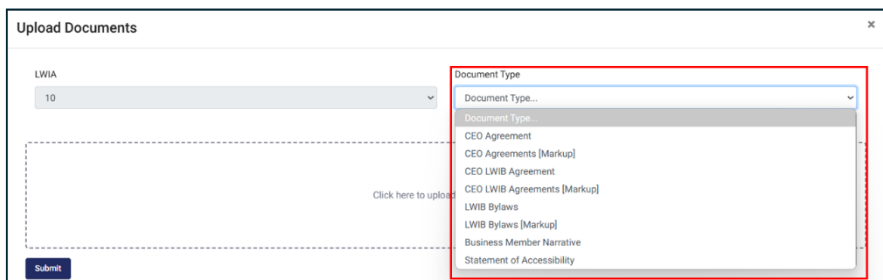 Upload Documents
×
LWIA
Document Type
10
Document Type...
Document Type...
CEO Agreement
CEO Agreements [Markup]
CEO LWIB Agreement
CEO LWIB Agreements [Markup]
Click here to upload
LWIB Bylaws
LWIB Bylaws [Markup]
Business Member Narrative
Statement of Accessibility
Submit